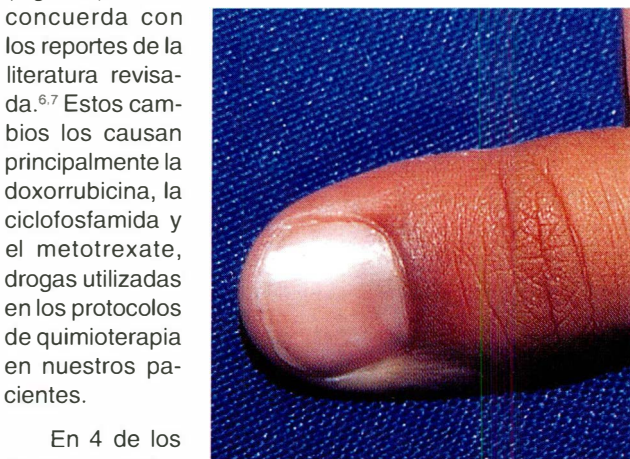 concuerda con
los reportes de la
literatura revisa-
da.⁶·⁷ Estos cam-
bios los causan
principalmente la
doxorrubicina, la
ciclofosfamida y
el metotrexate,
drogas utilizadas
en los protocolos
de quimioterapia
en nuestros pa-
cientes.
En 4 de los